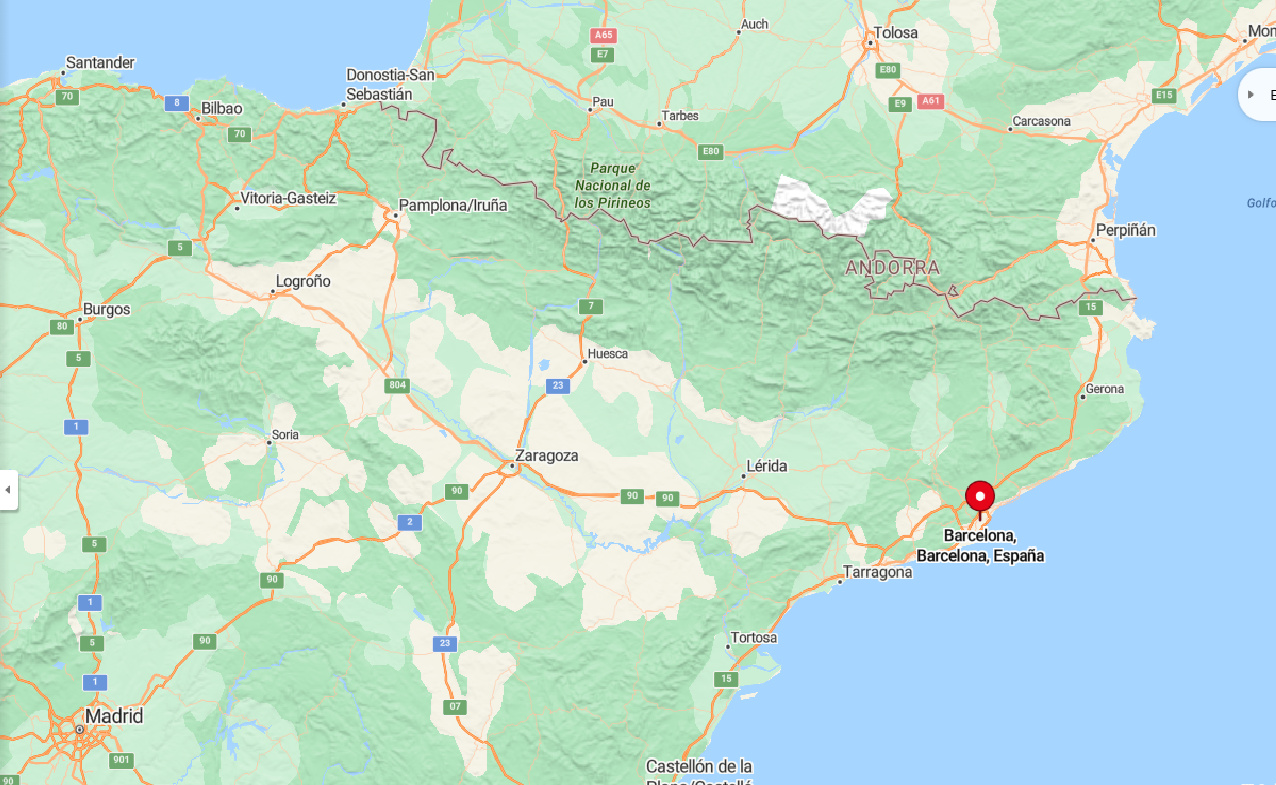 Auch
Tolosa
Mon
A65
E7
Santander
Donostia-San
Sebastián
E80
70
8
Bilbao
Pau
E9
A61
E15
E
Tarbes
Carcasona
70
E80
Parque
Nacional de
los Pirineos
Vitoria-Gasteiz
Pamplona/Iruña
Golfo
Perpiñán
5
ANDORRA
Logroño
Burgos
7
15
80
5
Huesca
804
23
Gerona
1
Soria
Zaragoza
Lérida
90
90
90
2
Barcelona,
Barcelona, España
5
90
Tarragona
1
5
90
23
Tortosa
1
15
07
Madrid
901
Castellón de la
Plana/Castelló
90